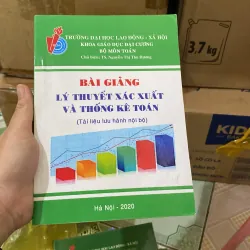 TRƯỜNG ĐẠI HỌC LAO ĐỘNG - XÃ HỘI
KHOA GIÁO DỤC ĐẠI CƯƠNG
BỘ MÔN TOÁN
BÀI GIẢNG
LÝ THUYẾT XÁC XUẤT
VÀ THỐNG KÊ TOÁN
(Tài liệu lưu hành nội bộ)
Hà Nội - 2020
3.7 kg
KID